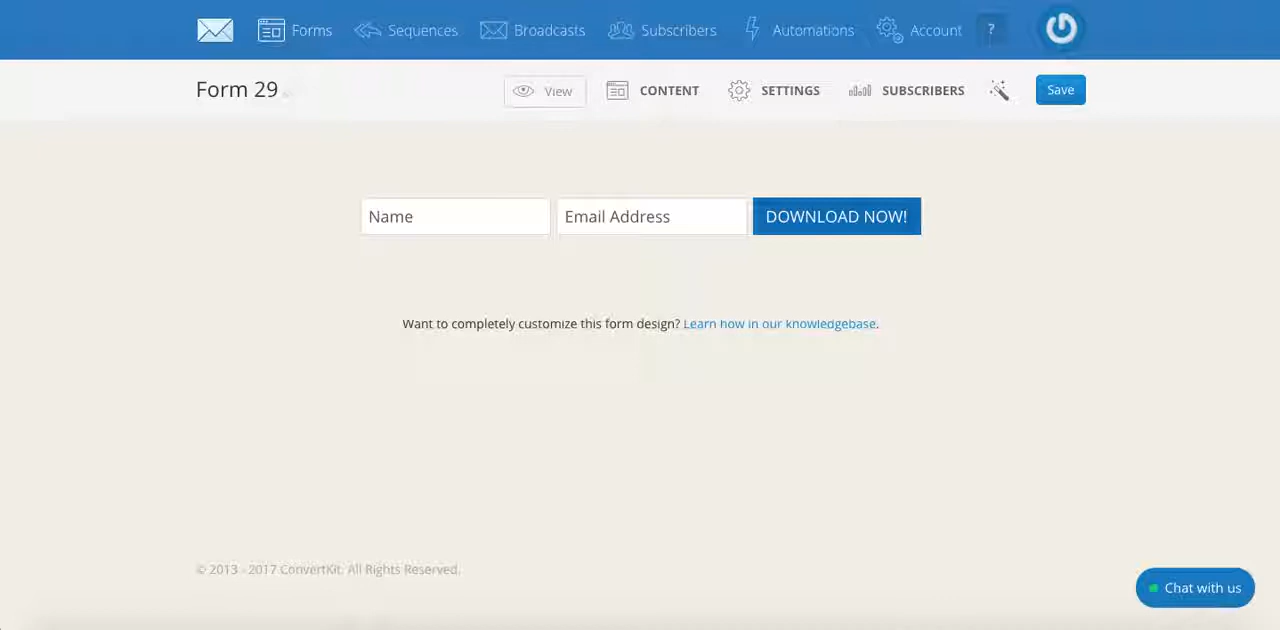 Forms Sequences Broadcasts Subscribers Automations Account ?
Form 29 View CONTENT SETTINGS SUBSCRIBERS Save
Name Email Address DOWNLOAD NOW!
Want to completely customize this form design? Learn how in our knowledgebase.
© 2013 - 2017 ConvertKit. All Rights Reserved.
Chat with us